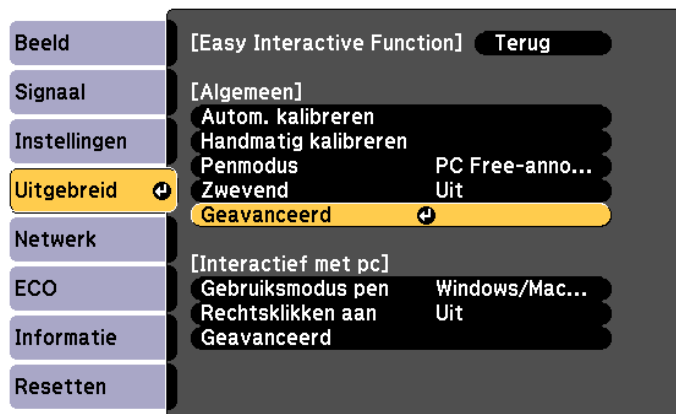 Beeld
Signaal
Instellingen
Uitgebreid
Netwerk
ECO
Informatie
Resetten
[Easy Interactive Function] Terug
[Algemeen]
Autom. kalibreren
Handmatig kalibreren
Penmodus PC Free-anno...
Zwevend Uit
Geavanceerd
[Interactief met pc]
Gebruiksmodus pen Windows/Mac...
Rechtsklikken aan Uit
Geavanceerd